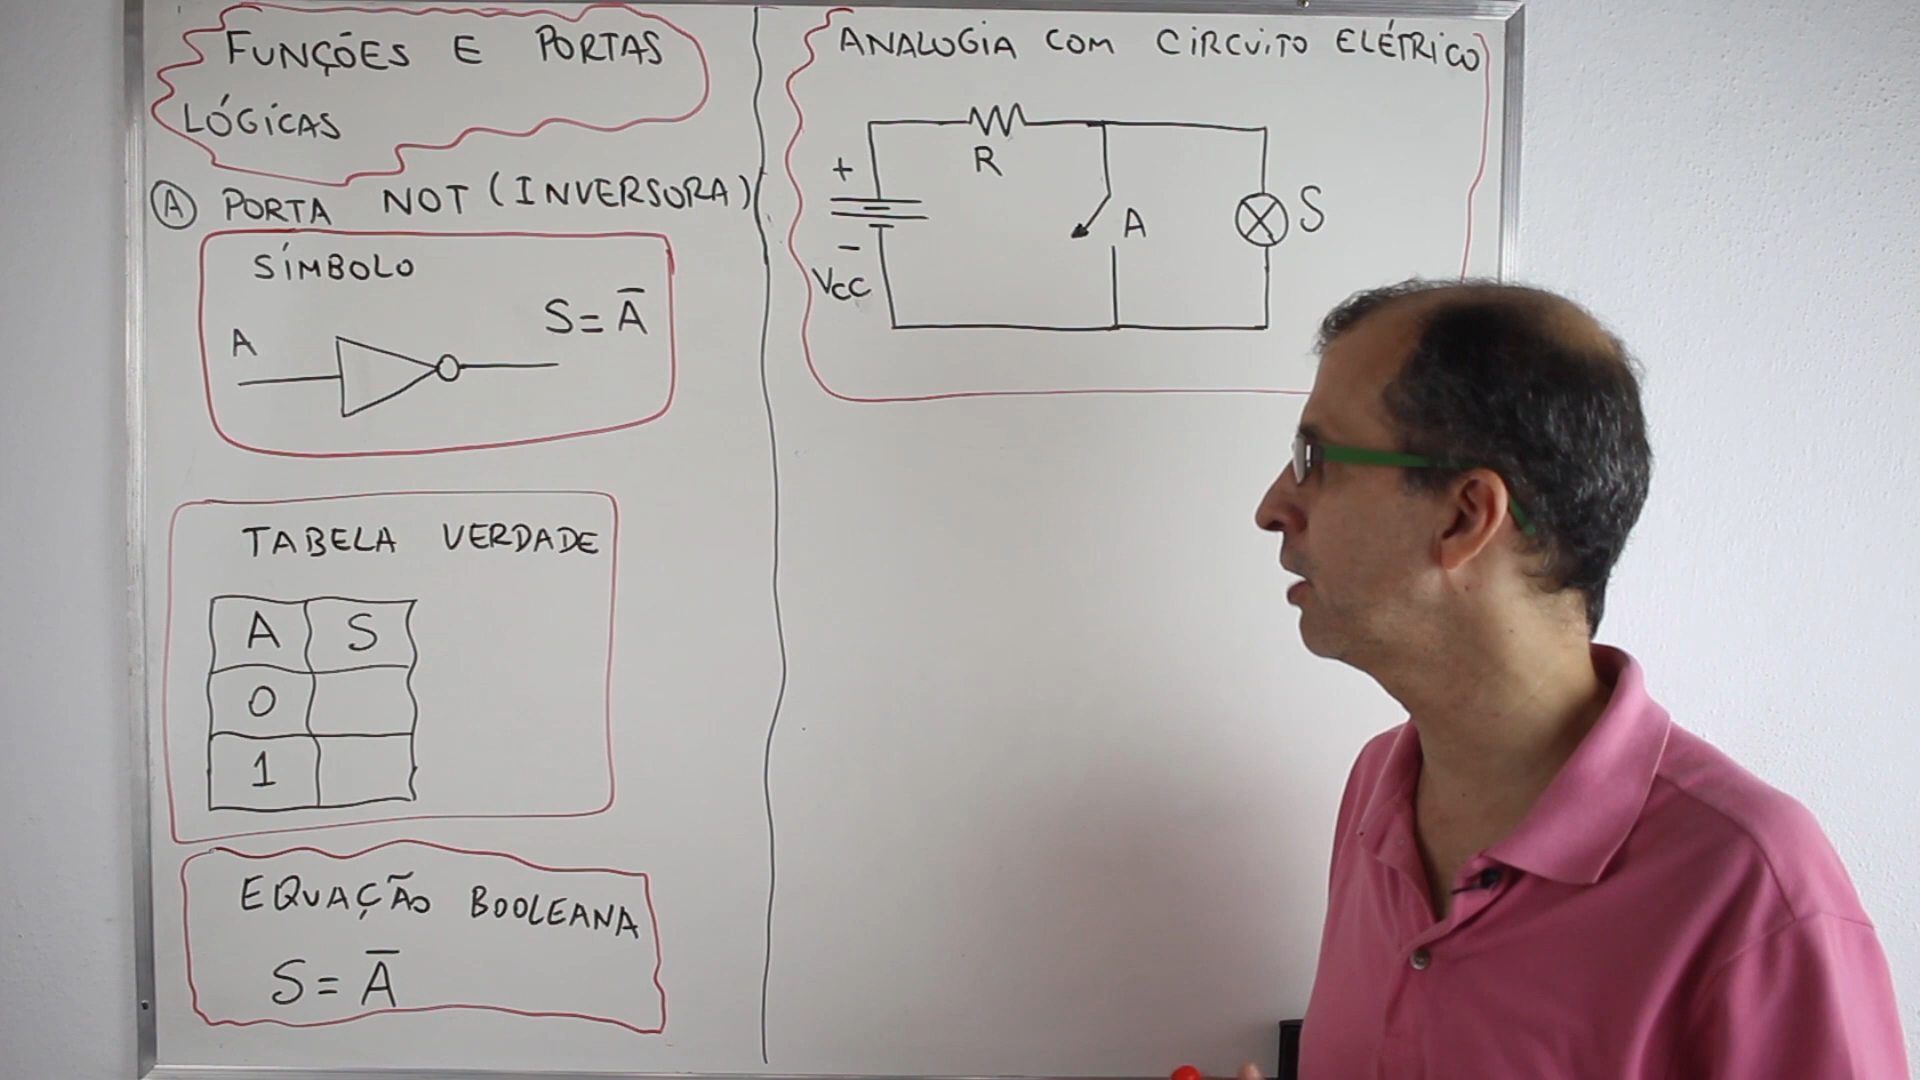 FUNÇÕES E PORTAS
LÓGICAS
A PORTA NOT (INVERSORA)
SÍMBOLO
A
S = A̅
TABELA VERDADE
A S
0
1
EQUAÇÃO BOOLEANA
S = A̅
ANALOGIA COM CIRCUITO ELÉTRICO
R
+
A
S
-
VCC